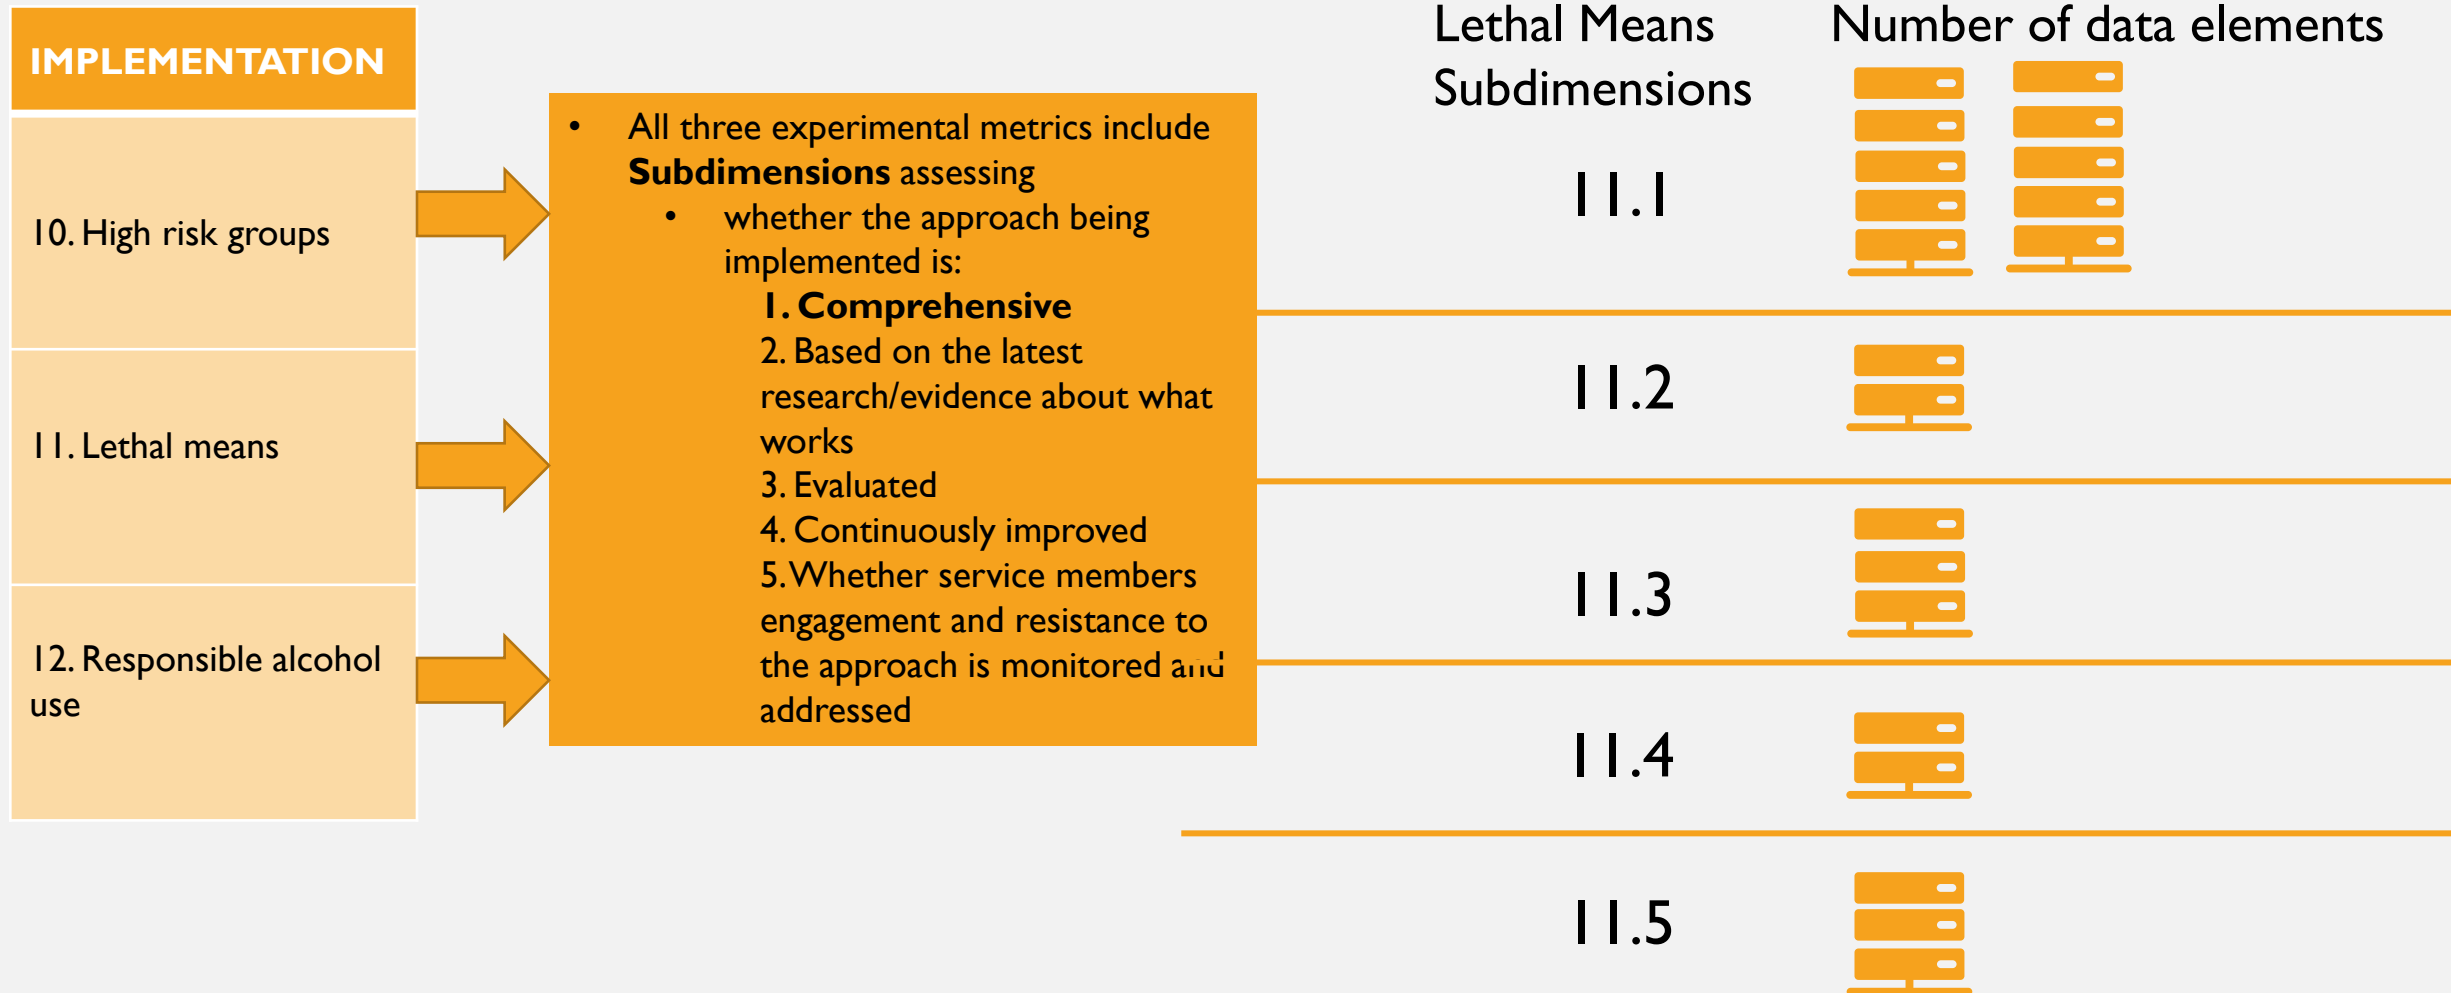 IMPLEMENTATION
10. High risk groups
11. Lethal means
12. Responsible alcohol
use
• All three experimental metrics include
Subdimensions assessing
• whether the approach being
implemented is:
1. Comprehensive
2. Based on the latest
research/evidence about what
works
3. Evaluated
4. Continuously improved
5. Whether service members
engagement and resistance to
the approach is monitored and
addressed
Lethal Means
Subdimensions
Number of data elements
11.1
11.2
11.3
11.4
11.5